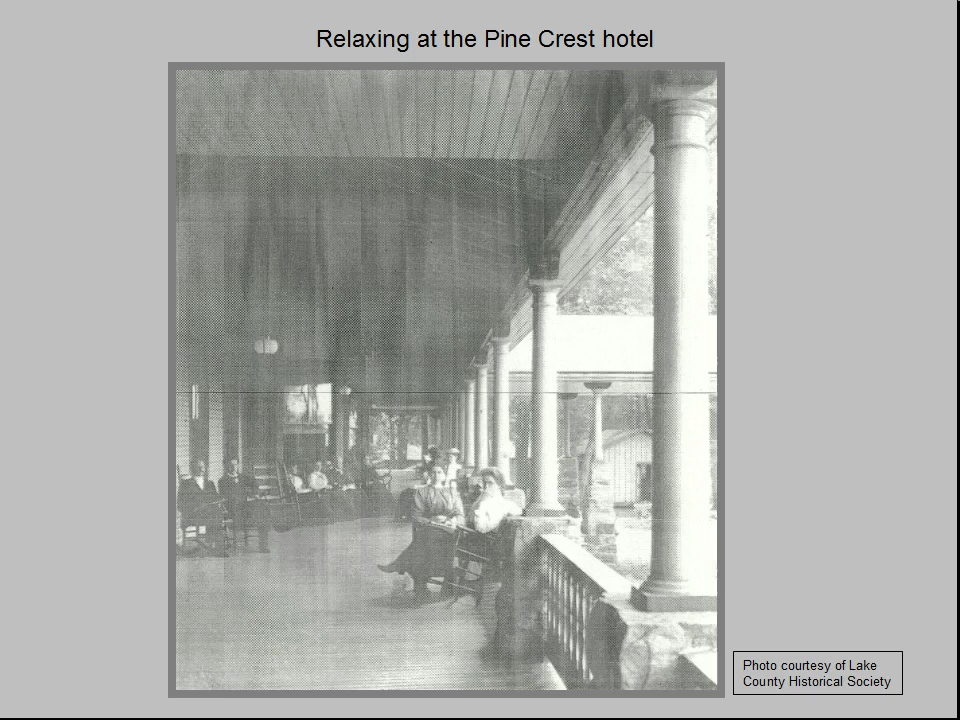 Relaxing at the Pine Crest hotel
Photo courtesy of Lake
County Historical Society